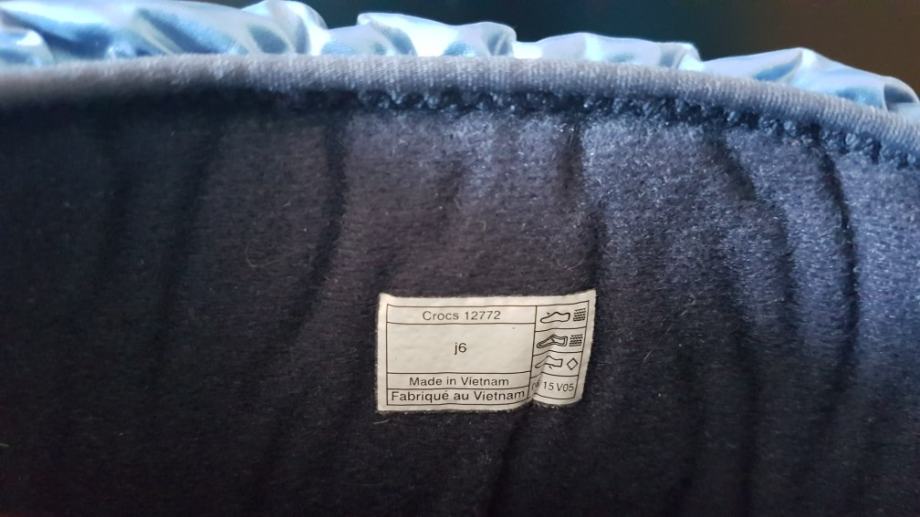 Crocs 12772
j6
Made in Vietnam
Fabriqué au Vietnam
15 V05